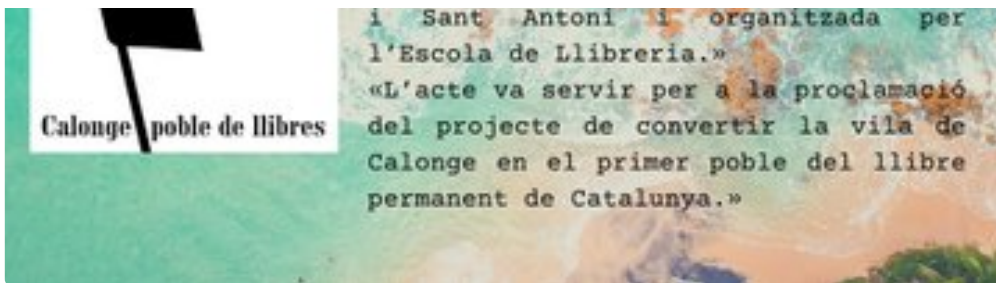 i Sant Antoni i organitzada per
l'Escola de Llibreria.»
«L'acte va servir per a la proclamació
del projecte de convertir la vila de
Calonge en el primer poble del llibre
permanent de Catalunya.»
Calonge poble de llibres